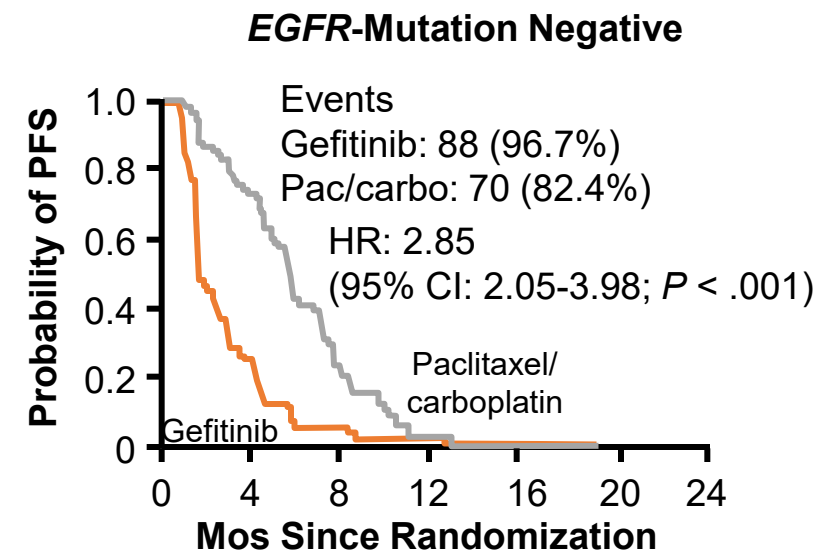 EGFR-Mutation Negative
Events
Gefitinib: 88 (96.7%)
Pac/carbo: 70 (82.4%)
HR: 2.85
(95% CI: 2.05-3.98; P < .001)
Probability of PFS
1.0
0.8
0.6
0.4
0.2
0
Paclitaxel/
carboplatin
Gefitinib
0 4 8 12 16 20 24
Mos Since Randomization